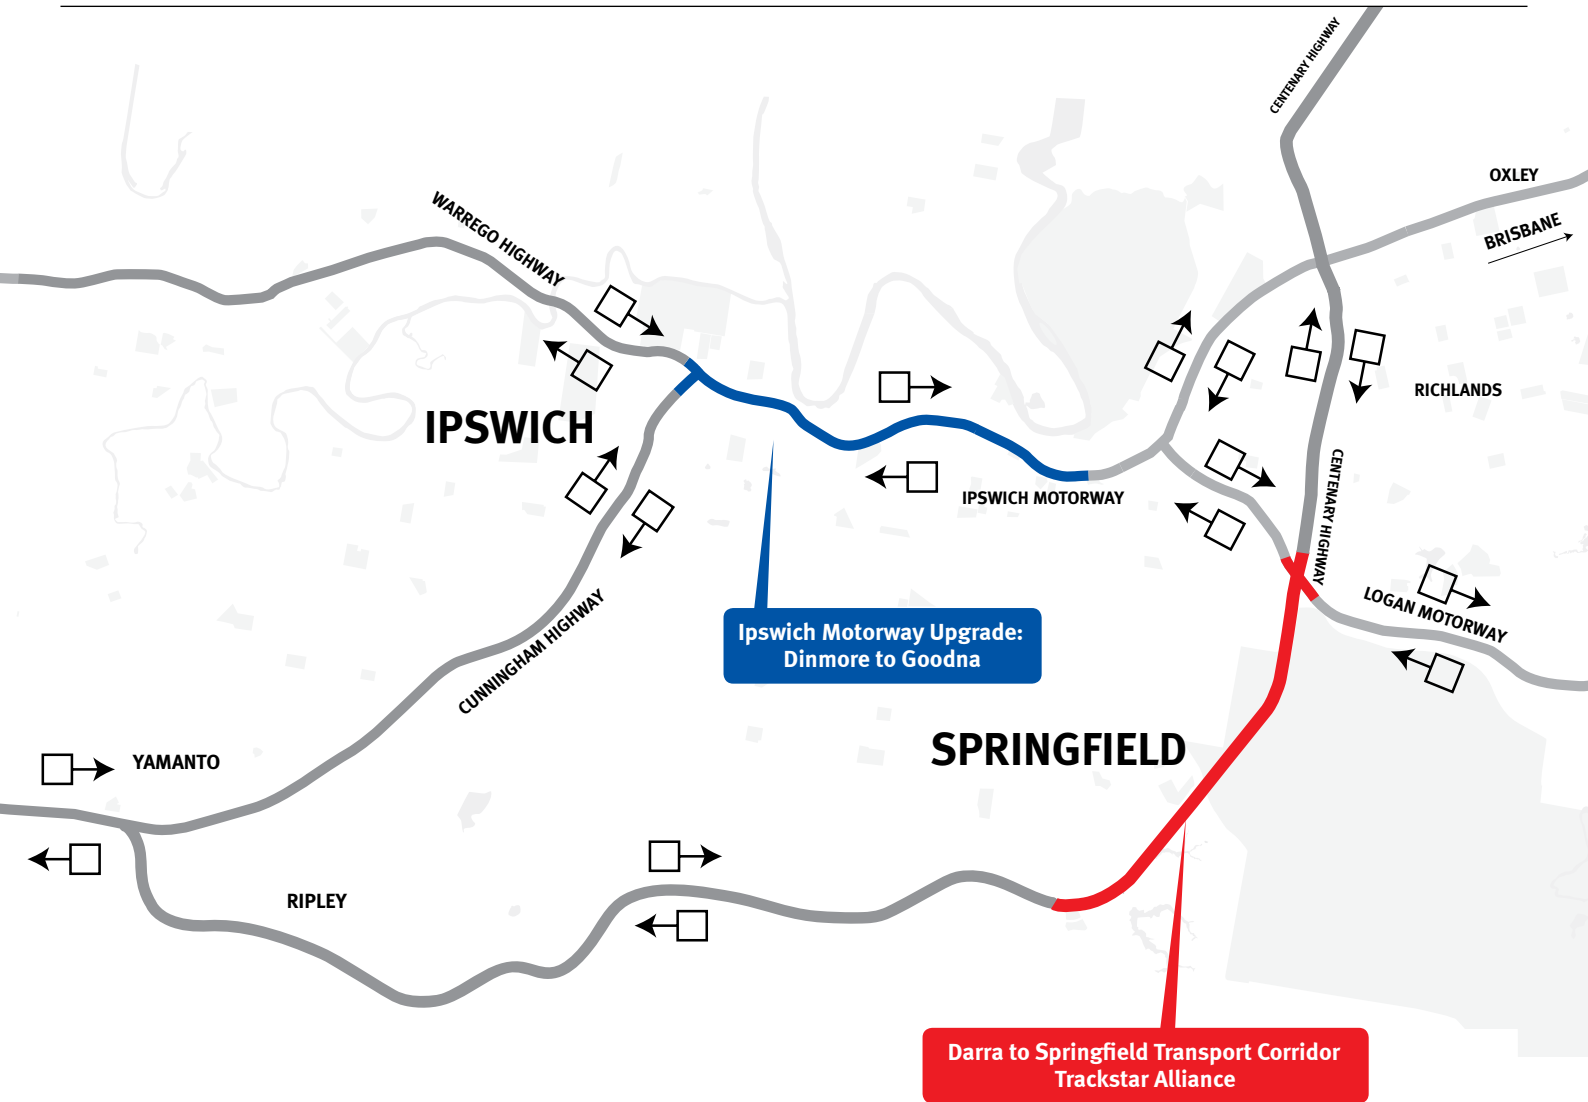 CENTENARY HIGHWAY
OXLEY
BRISBANE
WARREGO HIGHWAY
RICHLANDS
IPSWICH
IPSWICH MOTORWAY
CENTENARY HIGHWAY
LOGAN MOTORWAY
CUNNINGHAM HIGHWAY
Ipswich Motorway Upgrade:
Dinmore to Goodna
SPRINGFIELD
YAMANTO
RIPLEY
Darra to Springfield Transport Corridor
Trackstar Alliance